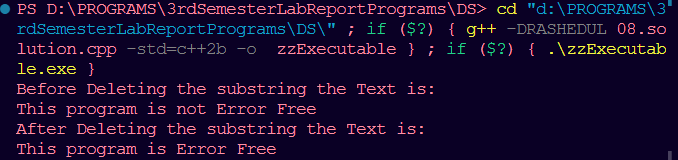 PS D:\PROGRAMS\3rdSemesterLabReportPrograms\DS> cd "d:\PROGRAMS\3
rdSemesterLabReportPrograms\DS\" ; if ($?) { g++ -DRASHEDUL 08.so
lution.cpp -std=c++2b -o  zzExecutable } ; if ($?) { .\zzExecutab
le.exe }
Before Deleting the substring the Text is:
This program is not Error Free
After Deleting the substring the Text is:
This program is Error Free